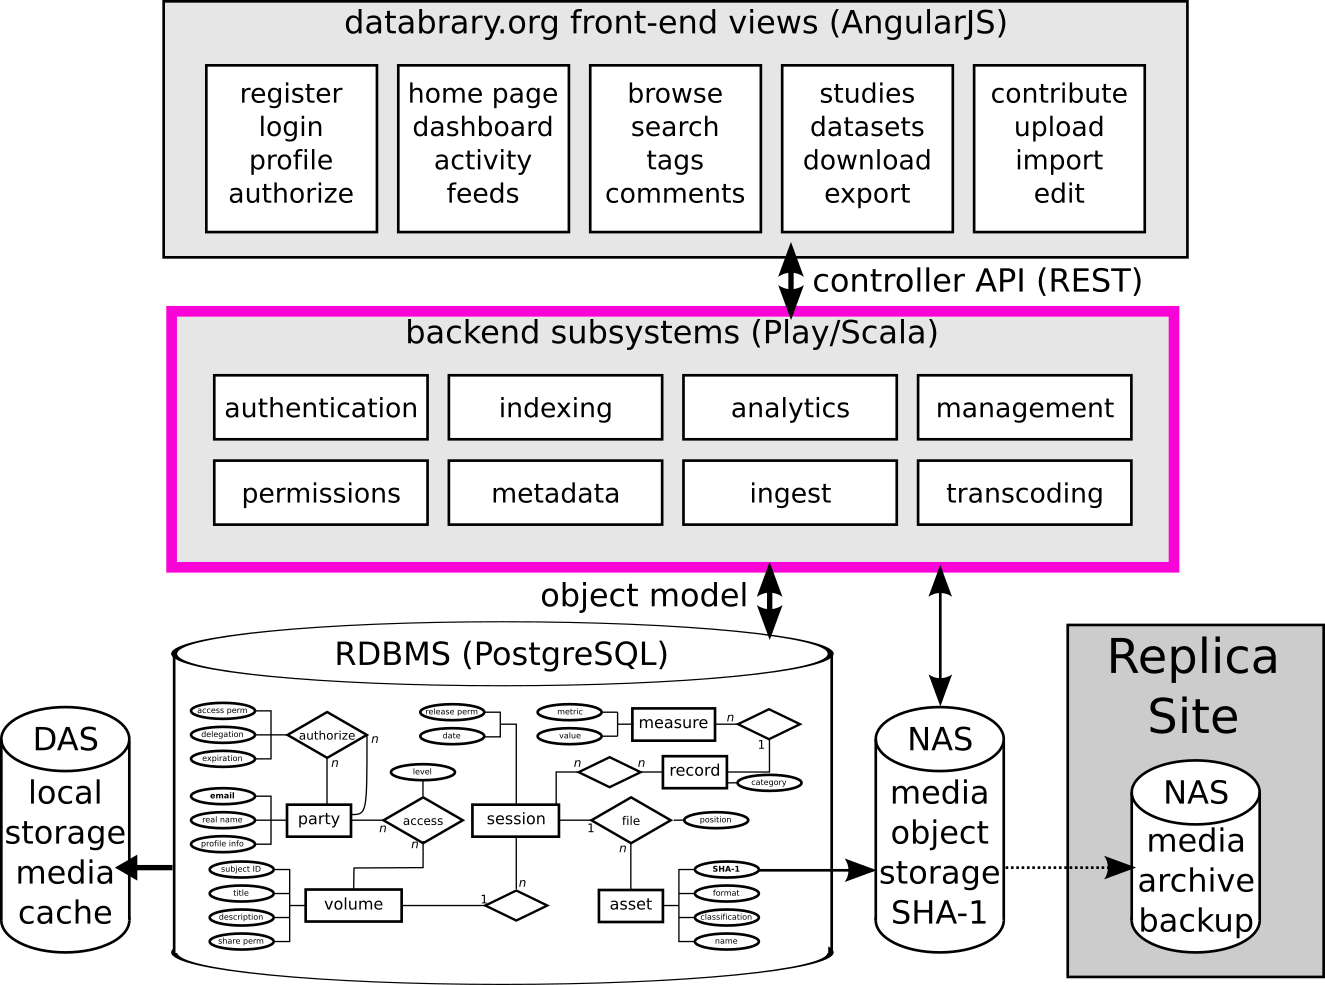 databrary.org front-end views (AngularJS)
register
login
profile
authorize
home page
dashboard
activity
feeds
browse
search
tags
comments
studies
datasets
download
export
contribute
upload
import
edit
controller API (REST)
backend subsystems (Play/Scala)
authentication
indexing
analytics
management
permissions
metadata
ingest
transcoding
object model
RDBMS (PostgreSQL)
access perm
delegation
expiration
authorize
n
n
email
real name
profile info
party
level
access
n
n
subject ID
title
description
share perm
volume
1
n
release perm
date
session
metric
value
measure
n
1
record
category
n
n
file
1
n
position
asset
SHA-1
format
classification
name
DAS
local
storage
media
cache
NAS
media
object
storage
SHA-1
Replica
Site
NAS
media
archive
backup